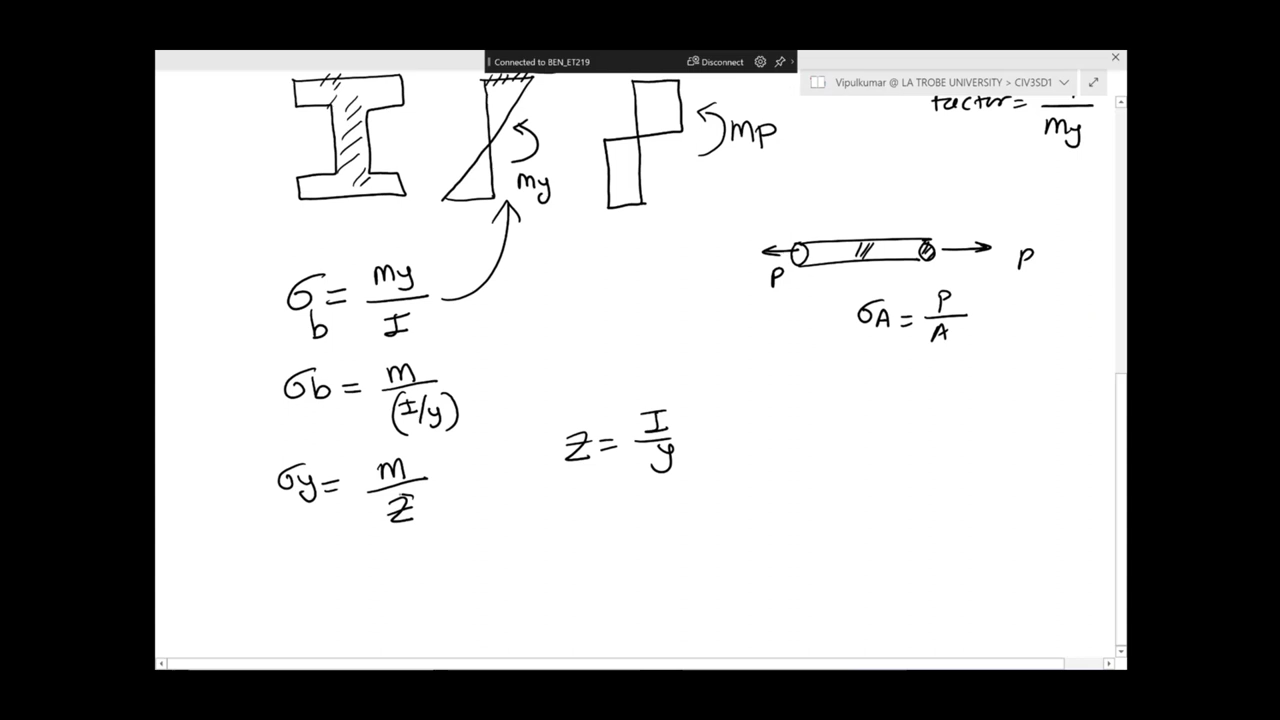 Connected to BEN_ET219
Disconnect
Vipulkumar @ LA TROBE UNIVERSITY > CIV3SD1
factor =
my
my
mp
P
P
σA = P/A
σb = my/I
σb = m/(I/y)
z = I/y
σy = m/z